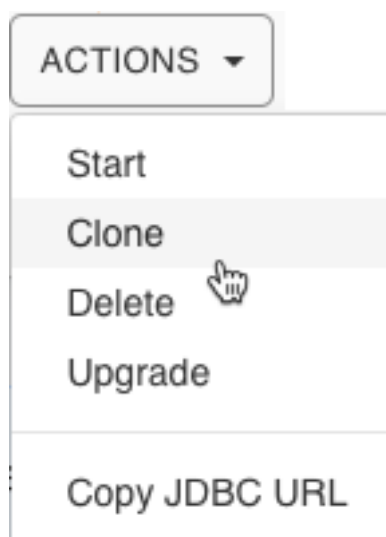 ACTIONS
Start
Clone
Delete
Upgrade
Copy JDBC URL